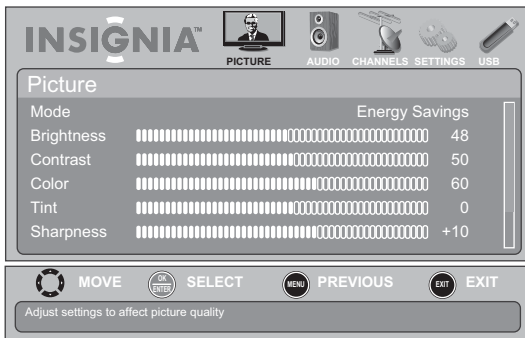 INSIGNIA™
PICTURE AUDIO CHANNELS SETTINGS USB
Picture
Mode Energy Savings
Brightness 48
Contrast 50
Color 60
Tint 0
Sharpness +10
MOVE OK ENTER SELECT MENU PREVIOUS EXIT EXIT
Adjust settings to affect picture quality